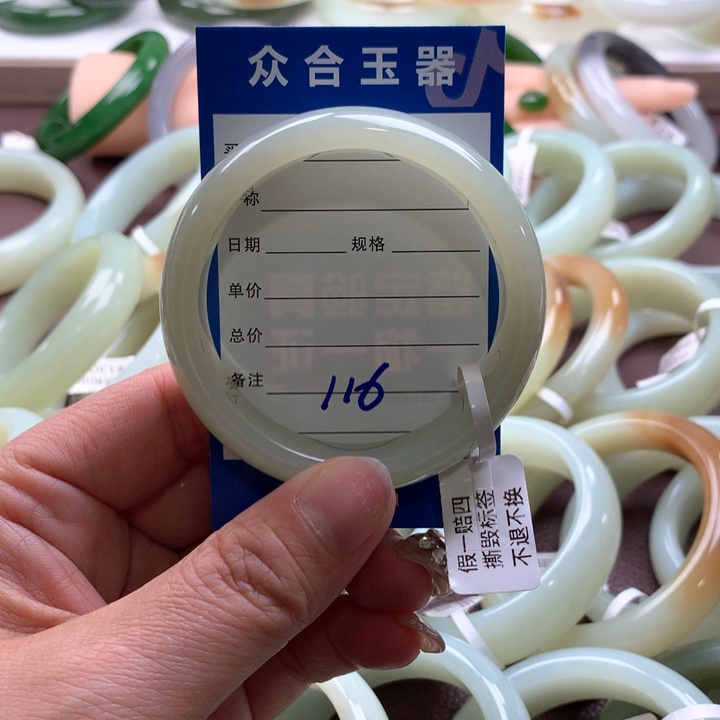 众合玉器
称
日期 规格
单价
总价
备注
116
假一赔四
撕毁标签
不退不换